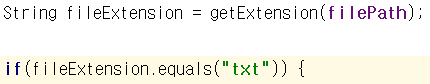 String fileExtension = getExtension(filePath);
if(fileExtension.equals("txt")) {